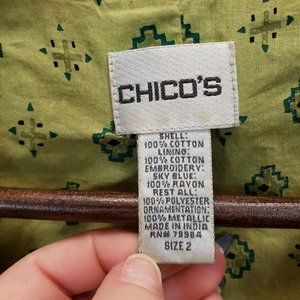 CHICO'S
SHELL:
100% COTTON
LINING:
100% COTTON
EMBROIDERY:
SKY BLUE:
100% RAYON
REST ALL:
100% POLYESTER
ORNAMENTATION:
100% METALLIC
MADE IN INDIA
RN# 79984
SIZE 2